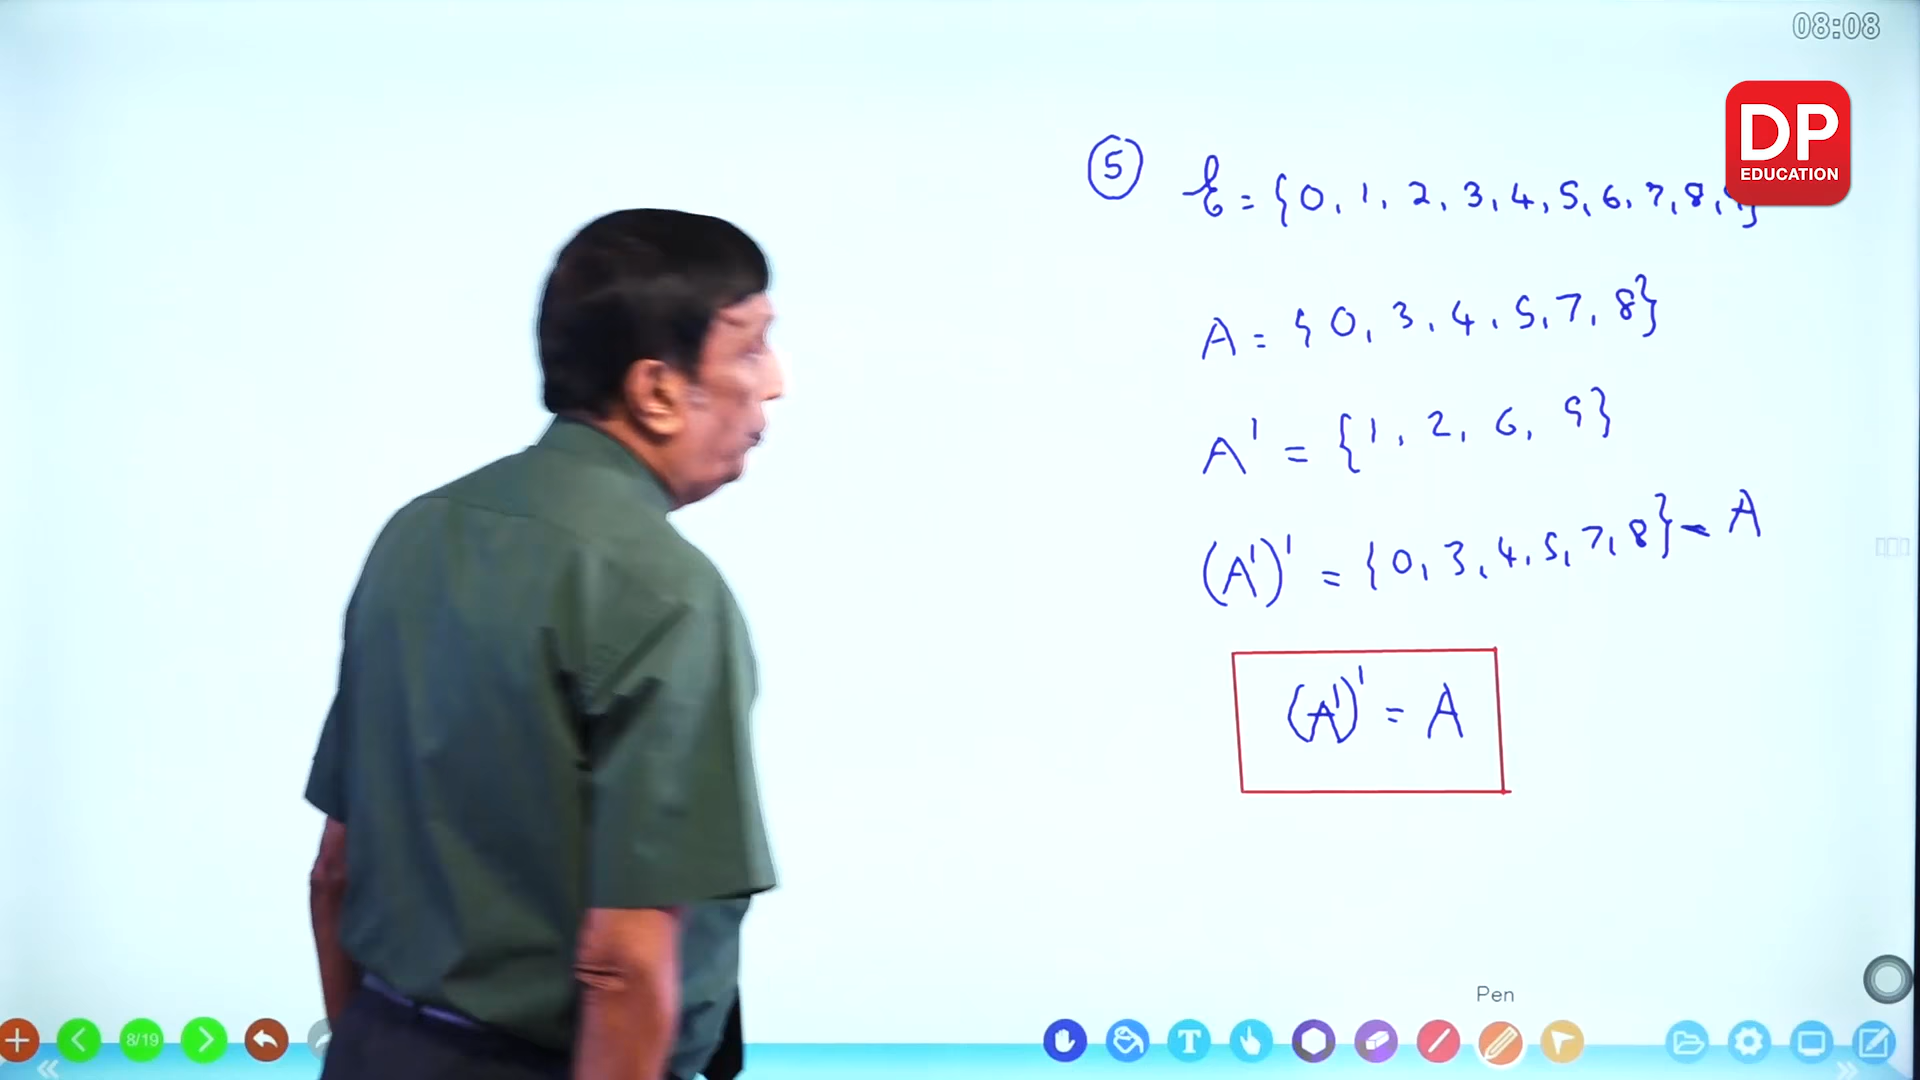 08:08
DP
EDUCATION
5
ℰ = {0, 1, 2, 3, 4, 5, 6, 7, 8, }
A = {0, 3, 4, 5, 7, 8}
A' = {1, 2, 6, 9}
(A')' = {0, 3, 4, 5, 7, 8} = A
(A')' = A
Pen
8/19
T